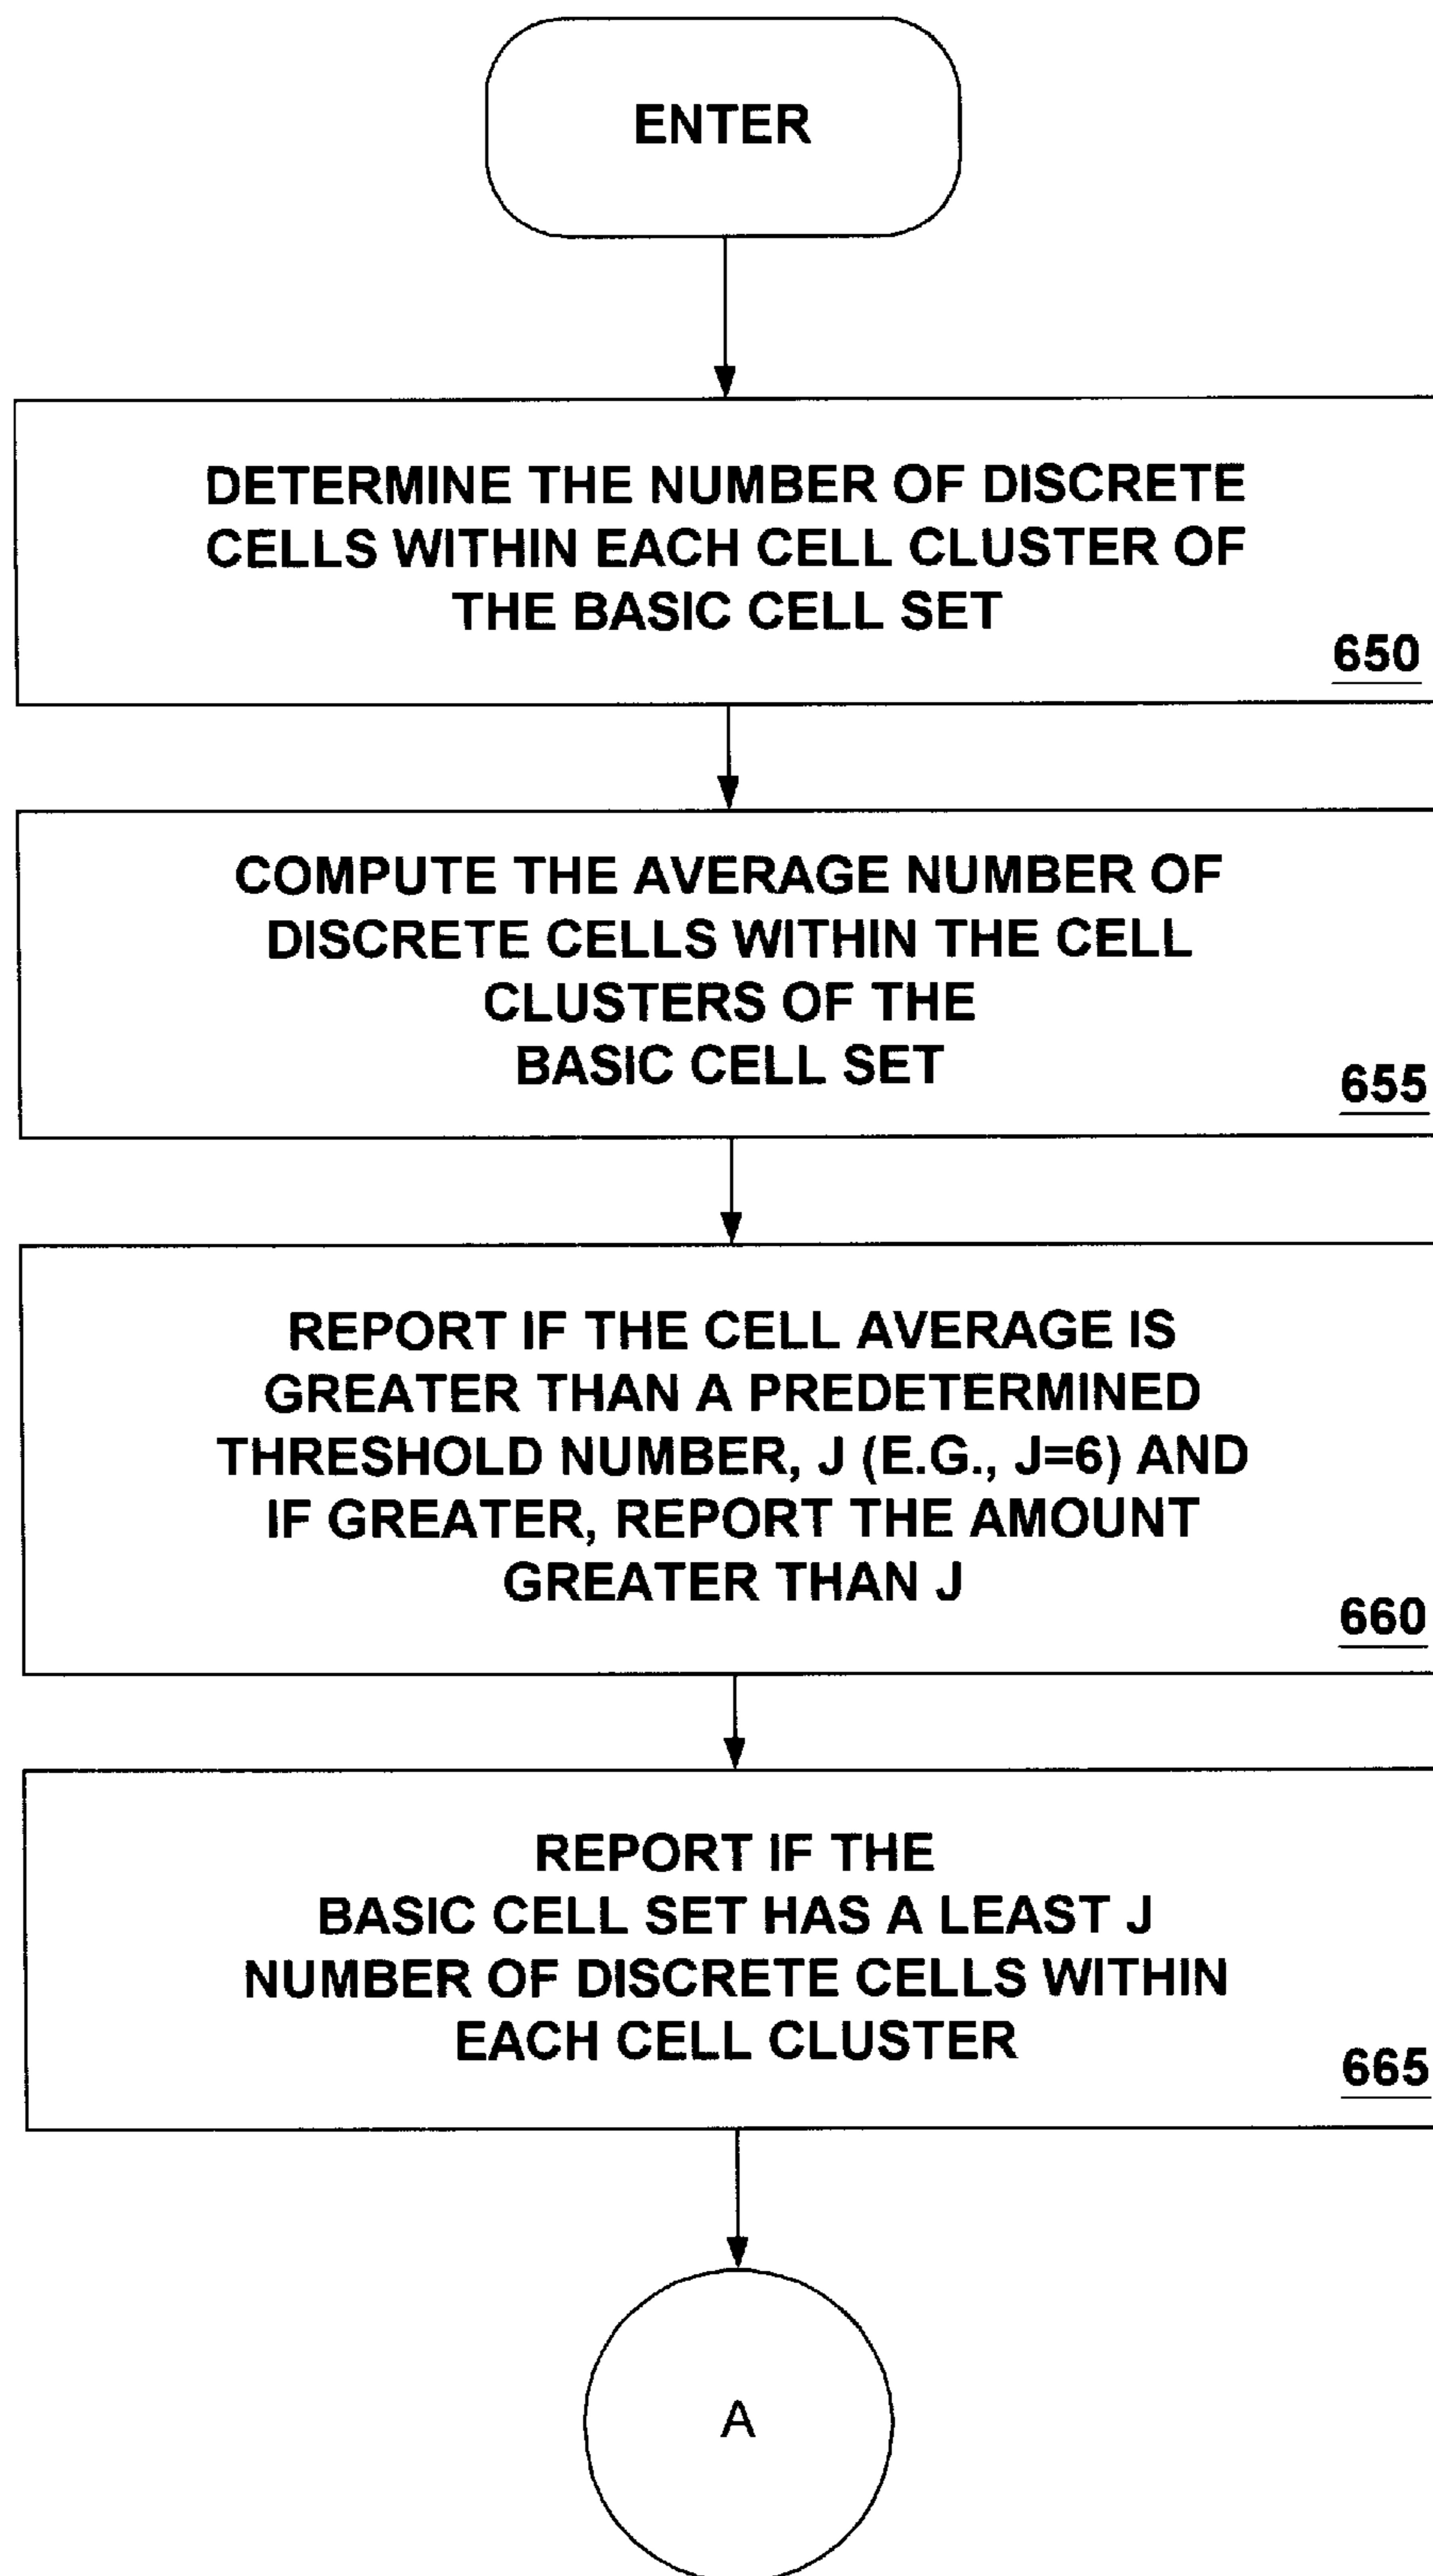 ENTER
DETERMINE THE NUMBER OF DISCRETE
CELLS WITHIN EACH CELL CLUSTER OF
THE BASIC CELL SET
650
COMPUTE THE AVERAGE NUMBER OF
DISCRETE CELLS WITHIN THE CELL
CLUSTERS OF THE
BASIC CELL SET
655
REPORT IF THE CELL AVERAGE IS
GREATER THAN A PREDETERMINED
THRESHOLD NUMBER, J (E.G., J=6) AND
IF GREATER, REPORT THE AMOUNT
GREATER THAN J
660
REPORT IF THE
BASIC CELL SET HAS A LEAST J
NUMBER OF DISCRETE CELLS WITHIN
EACH CELL CLUSTER
665
A